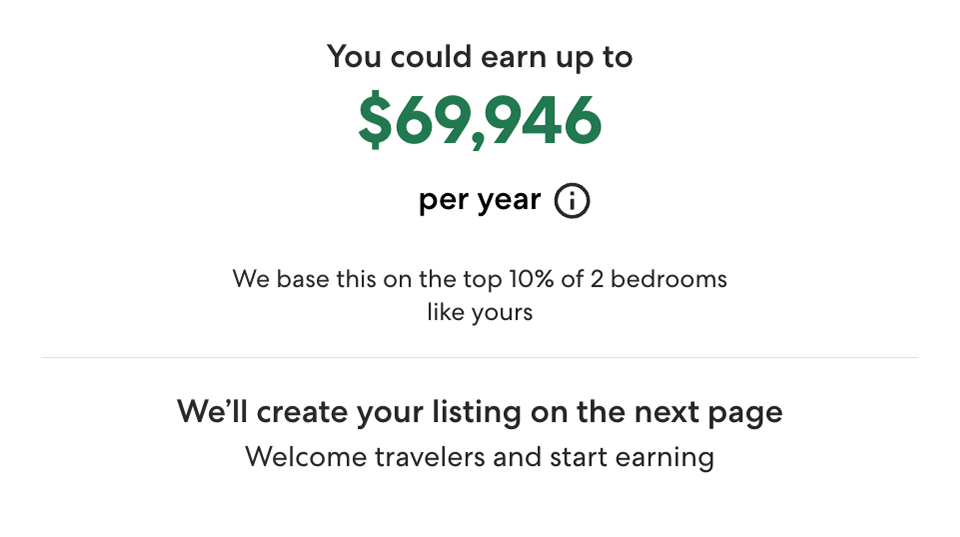 You could earn up to
$69,946
per year
We base this on the top 10% of 2 bedrooms
like yours
We’ll create your listing on the next page
Welcome travelers and start earning